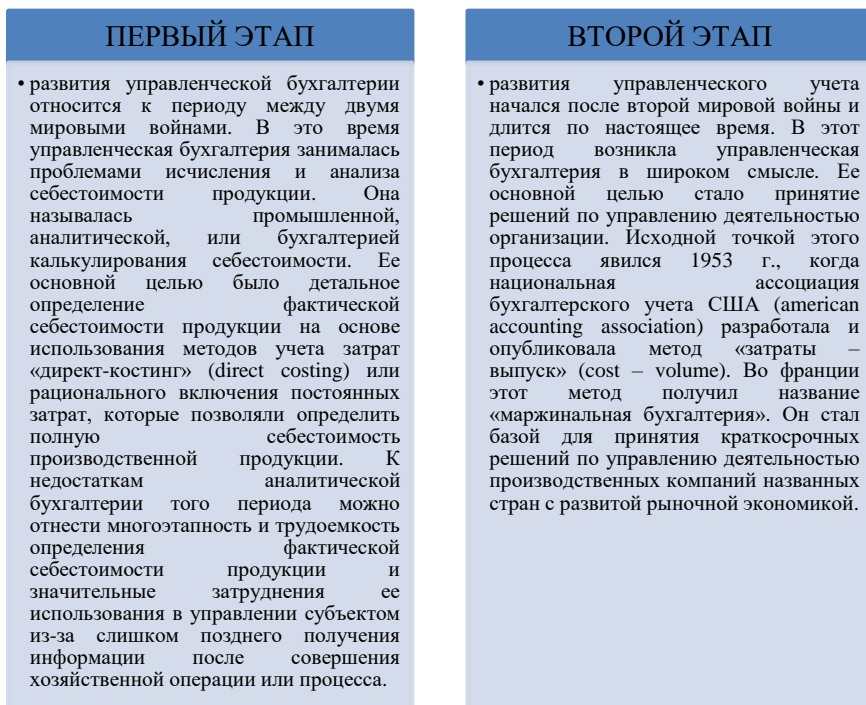 ПЕРВЫЙ ЭТАП
• развития управленческой бухгалтерии
относится к периоду между двумя
мировыми войнами. В это время
управленческая бухгалтерия занималась
проблемами исчисления и анализа
себестоимости продукции. Она
называлась промышленной,
аналитической, или бухгалтерией
калькулирования себестоимости. Ее
основной целью было детальное
определение фактической
себестоимости продукции на основе
использования методов учета затрат
«директ-костинг» (direct costing) или
рационального включения постоянных
затрат, которые позволяли определить
полную себестоимость
производственной продукции. К
недостаткам аналитической
бухгалтерии того периода можно
отнести многоэтапность и трудоемкость
определения фактической
себестоимости продукции и
значительные затруднения ее
использования в управлении субъектом
из-за слишком позднего получения
информации после совершения
хозяйственной операции или процесса.
ВТОРОЙ ЭТАП
• развития управленческого учета
начался после второй мировой войны и
длится по настоящее время. В этот
период возникла управленческая
бухгалтерия в широком смысле. Ее
основной целью стало принятие
решений по управлению деятельностью
организации. Исходной точкой этого
процесса явился 1953 г., когда
национальная ассоциация
бухгалтерского учета США (american
accounting association) разработала и
опубликовала метод «затраты –
выпуск» (cost – volume). Во франции
этот метод получил название
«маржинальная бухгалтерия». Он стал
базой для принятия краткосрочных
решений по управлению деятельностью
производственных компаний названных
стран с развитой рыночной экономикой.